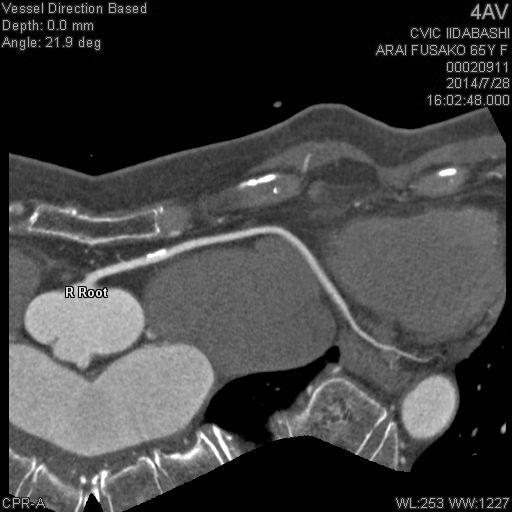 Vessel Direction Based
Depth: 0.0 mm
Angle: 21.9 deg
4AV
CVIC IIDABASHI
ARAI FUSAKO 65Y F
00020911
2014/7/28
16:02:48.000
R Root
CPR-A
WL:253 WW:1227